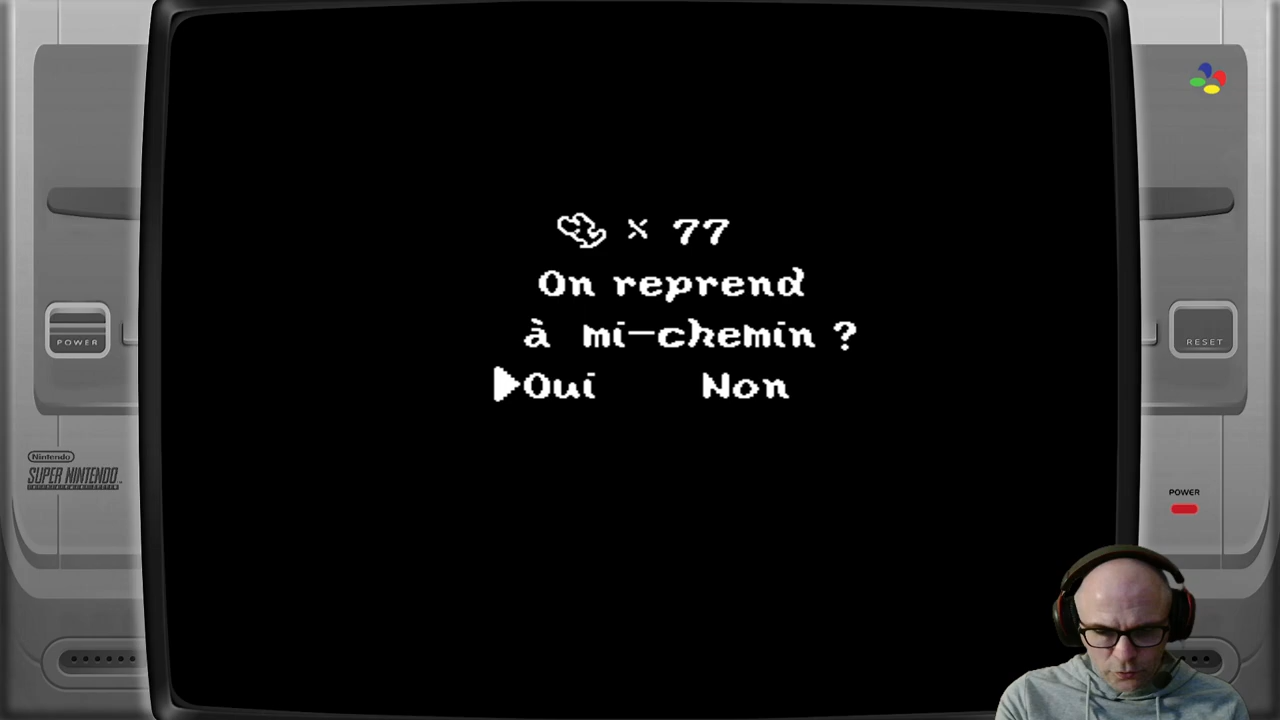 × 77
On reprend
à mi-chemin ?
▶Oui Non
POWER
RESET
Nintendo
SUPER NINTENDO
POWER